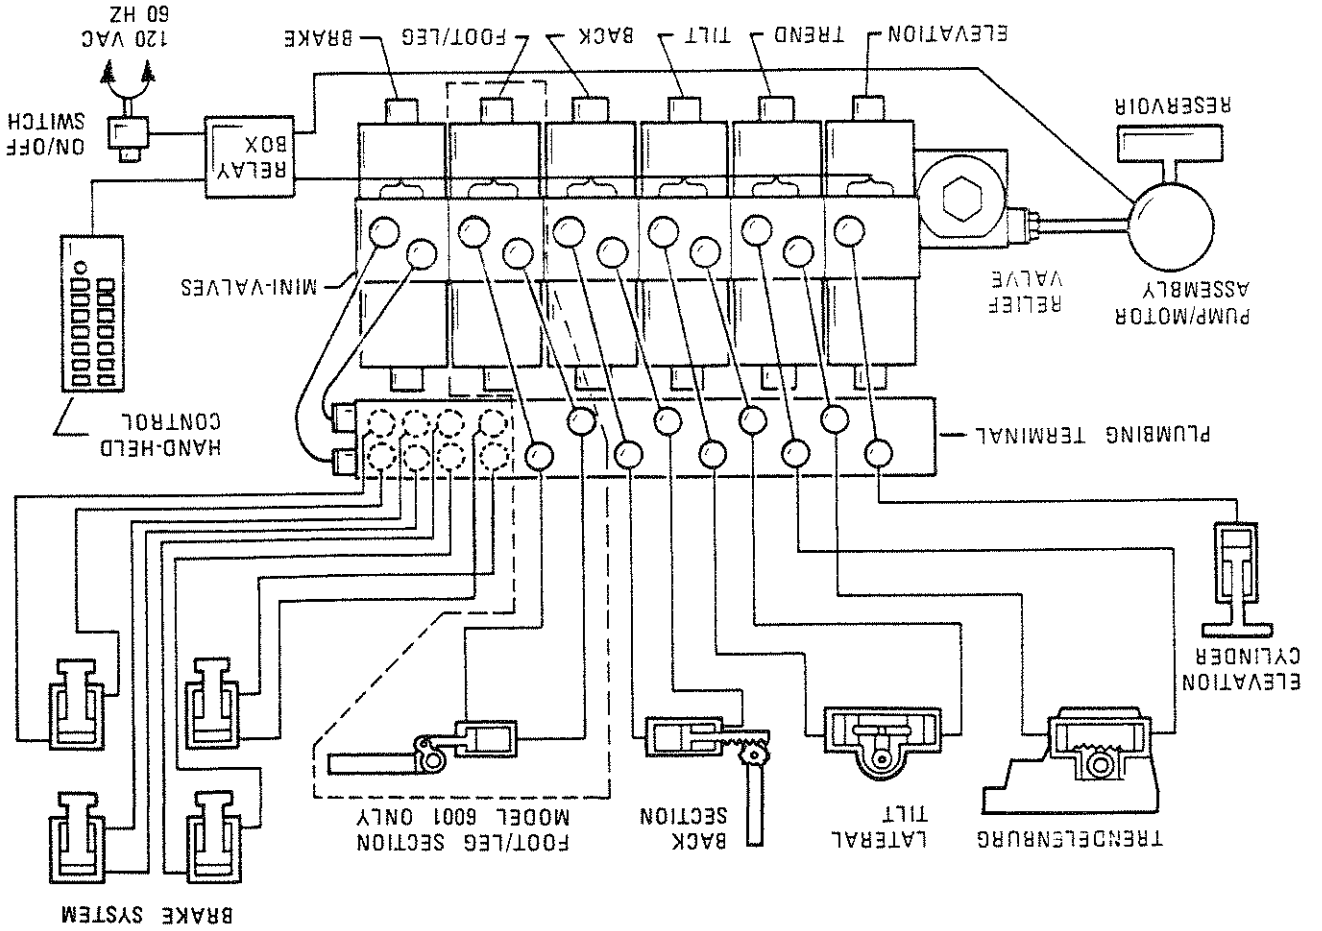 BRAKE SYSTEM
TRENDELENBURG
LATERAL
TILT
BACK
SECTION
FOOT/LEG SECTION
MODEL 6001 ONLY
ELEVATION
CYLINDER
PLUMBING TERMINAL
HAND-HELD
CONTROL
PUMP/MOTOR
ASSEMBLY
RELIEF
VALVE
MINI-VALVES
RESERVOIR
RELAY
BOX
ON/OFF
SWITCH
ELEVATION
TREND
TILT
BACK
FOOT/LEG
BRAKE
120 VAC
60 HZ